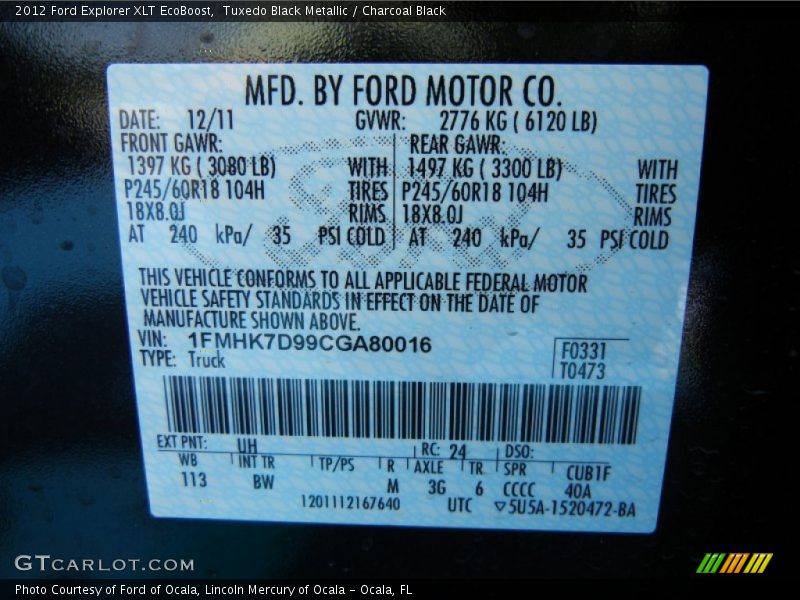 2012 Ford Explorer XLT EcoBoost,  Tuxedo Black Metallic / Charcoal Black
MFD. BY FORD MOTOR CO.
DATE: 12/11 GVWR: 2776 KG ( 6120 LB)
FRONT GAWR: REAR GAWR:
1397 KG ( 3080 LB) WITH 1497 KG ( 3300 LB) WITH
P245/60R18 104H TIRES P245/60R18 104H TIRES
18X8.0J RIMS 18X8.0J RIMS
AT 240 kPa/ 35 PSI COLD AT 240 kPa/ 35 PSI COLD
THIS VEHICLE CONFORMS TO ALL APPLICABLE FEDERAL MOTOR
VEHICLE SAFETY STANDARDS IN EFFECT ON THE DATE OF
MANUFACTURE SHOWN ABOVE.
VIN: 1FMHK7D99CGA80016
TYPE: Truck
F0331
T0473
EXT PNT: UH RC: 24 DSO:
WB INT TR TP/PS R AXLE TR SPR CUB1F
113 BW M 3G 6 CCCC 40A
1201112167640 UTC ▽5U5A-1520472-BA
GTCARLOT.COM
Photo Courtesy of Ford of Ocala, Lincoln Mercury of Ocala - Ocala, FL